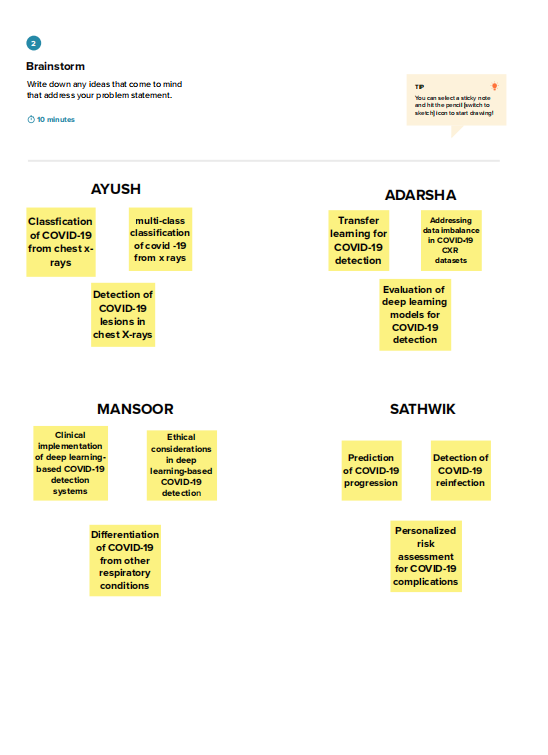 2
Brainstorm
Write down any ideas that come to mind
that address your problem statement.
10 minutes
TIP
You can select a sticky note
and hit the pencil [switch to
sketch] icon to start drawing!
AYUSH
Classfication
of COVID-19
from chest x-
rays
multi-class
classification
of covid -19
from x rays
Detection of
COVID-19
lesions in
chest X-rays
ADARSHA
Transfer
learning for
COVID-19
detection
Addressing
data imbalance
in COVID-19
CXR
datasets
Evaluation of
deep learning
models for
COVID-19
detection
MANSOOR
Clinical
implementation
of deep learning-
based COVID-19
detection
systems
Ethical
considerations
in deep
learning-based
COVID-19
detection
Differentiation
of COVID-19
from other
respiratory
conditions
SATHWIK
Prediction
of COVID-19
progression
Detection of
COVID-19
reinfection
Personalized
risk
assessment
for COVID-19
complications